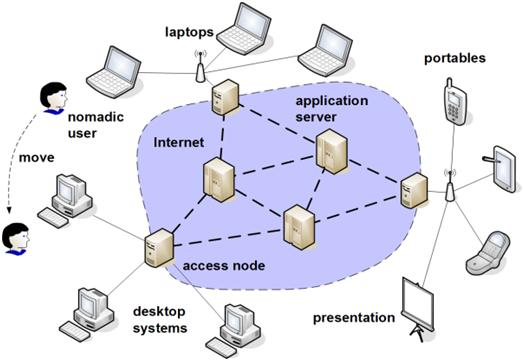 laptops
portables
application
server
nomadic
user
Internet
move
access node
desktop
systems
presentation